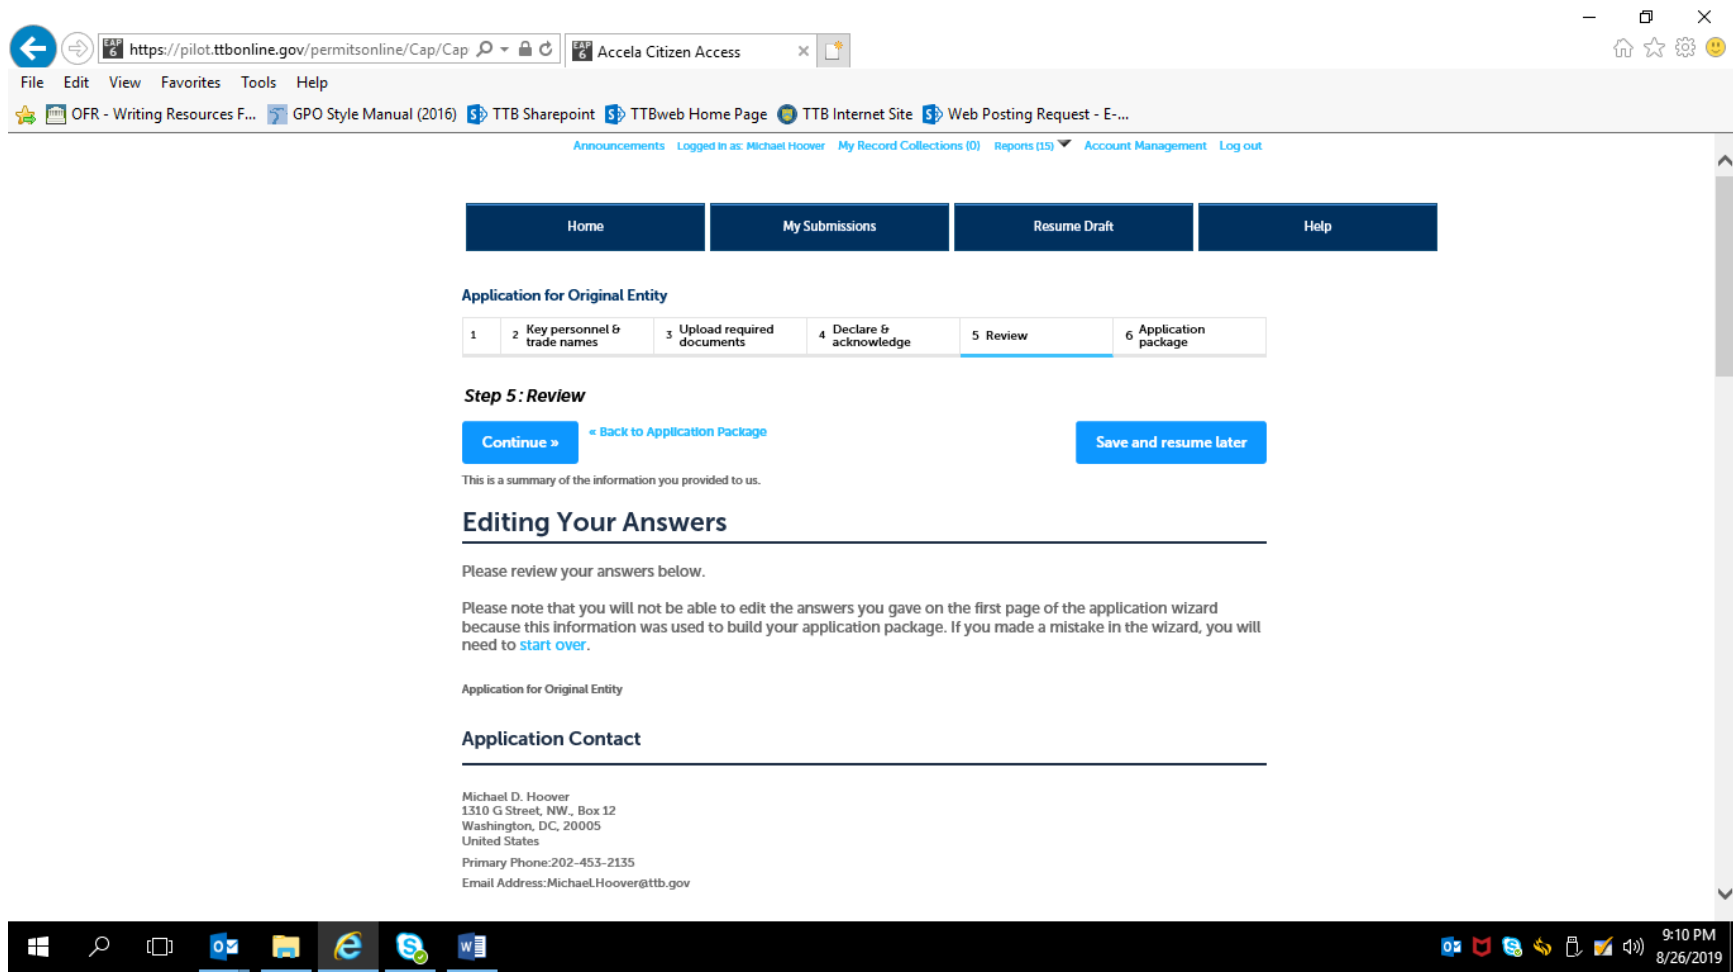 https://pilot.ttbonline.gov/permitsonline/Cap/Cap
EAP 6 Accela Citizen Access
File Edit View Favorites Tools Help
OFR - Writing Resources F... GPO Style Manual (2016) TTB Sharepoint TTBweb Home Page TTB Internet Site Web Posting Request - E-...
Announcements Logged in as: Michael Hoover My Record Collections (0) Reports (15) Account Management Log out
Home My Submissions Resume Draft Help
Application for Original Entity
1 2 Key personnel & trade names 3 Upload required documents 4 Declare & acknowledge 5 Review 6 Application package
Step 5: Review
Continue » « Back to Application Package Save and resume later
This is a summary of the information you provided to us.
Editing Your Answers
Please review your answers below.
Please note that you will not be able to edit the answers you gave on the first page of the application wizard
because this information was used to build your application package. If you made a mistake in the wizard, you will
need to start over.
Application for Original Entity
Application Contact
Michael D. Hoover
1310 G Street, NW., Box 12
Washington, DC, 20005
United States
Primary Phone:202-453-2135
Email Address:Michael.Hoover@ttb.gov
9:10 PM
8/26/2019